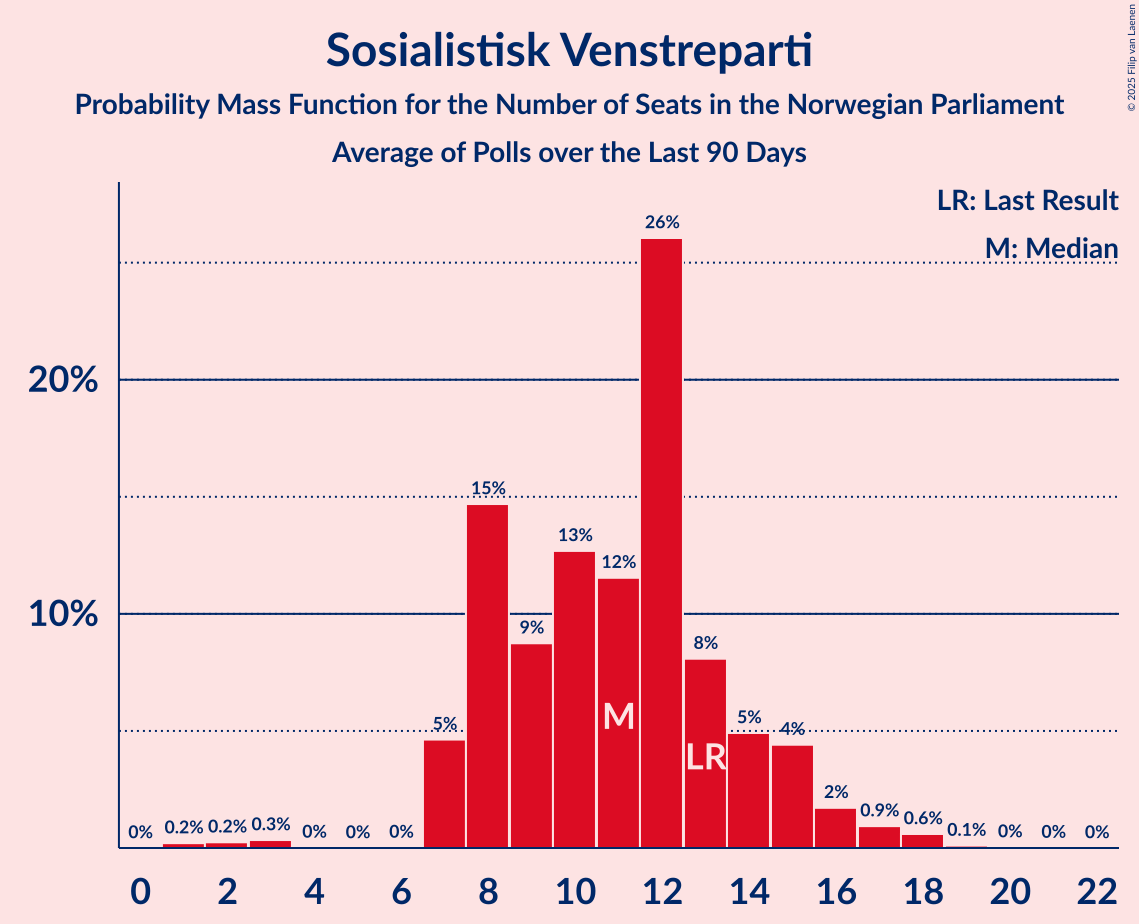 Sosialistisk Venstreparti
Probability Mass Function for the Number of Seats in the Norwegian Parliament
Average of Polls over the Last 90 Days
© 2025 Filip van Laenen
LR: Last Result
M: Median
26%
20%
15%
13%
12%
10%
9%
8%
M
5%
5%
4%
LR
2%
0% 0.2% 0.2% 0.3% 0% 0% 0% 0.9% 0.6% 0.1% 0% 0% 0%
0 2 4 6 8 10 12 14 16 18 20 22